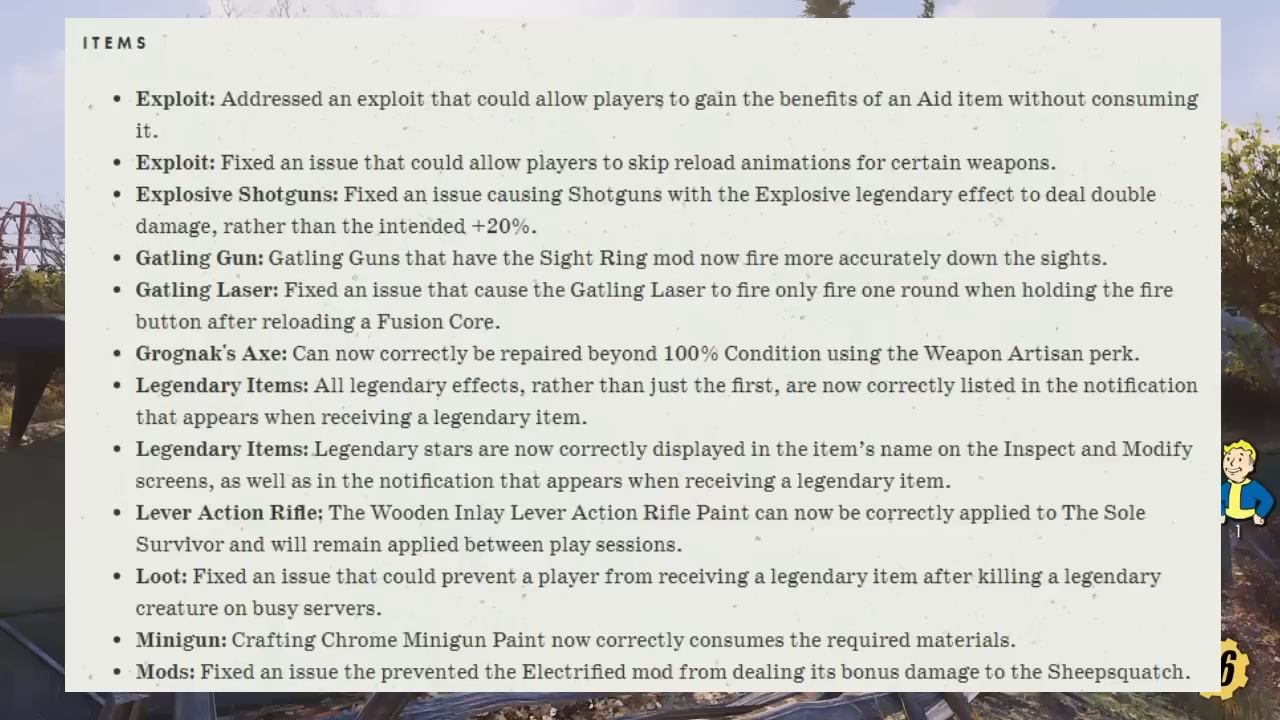 ITEMS
• Exploit: Addressed an exploit that could allow players to gain the benefits of an Aid item without consuming
it.
• Exploit: Fixed an issue that could allow players to skip reload animations for certain weapons.
• Explosive Shotguns: Fixed an issue causing Shotguns with the Explosive legendary effect to deal double
damage, rather than the intended +20%.
• Gatling Gun: Gatling Guns that have the Sight Ring mod now fire more accurately down the sights.
• Gatling Laser: Fixed an issue that cause the Gatling Laser to fire only fire one round when holding the fire
button after reloading a Fusion Core.
• Grognak's Axe: Can now correctly be repaired beyond 100% Condition using the Weapon Artisan perk.
• Legendary Items: All legendary effects, rather than just the first, are now correctly listed in the notification
that appears when receiving a legendary item.
• Legendary Items: Legendary stars are now correctly displayed in the item's name on the Inspect and Modify
screens, as well as in the notification that appears when receiving a legendary item.
• Lever Action Rifle: The Wooden Inlay Lever Action Rifle Paint can now be correctly applied to The Sole
Survivor and will remain applied between play sessions.
• Loot: Fixed an issue that could prevent a player from receiving a legendary item after killing a legendary
creature on busy servers.
• Minigun: Crafting Chrome Minigun Paint now correctly consumes the required materials.
• Mods: Fixed an issue the prevented the Electrified mod from dealing its bonus damage to the Sheepsquatch.
1
6